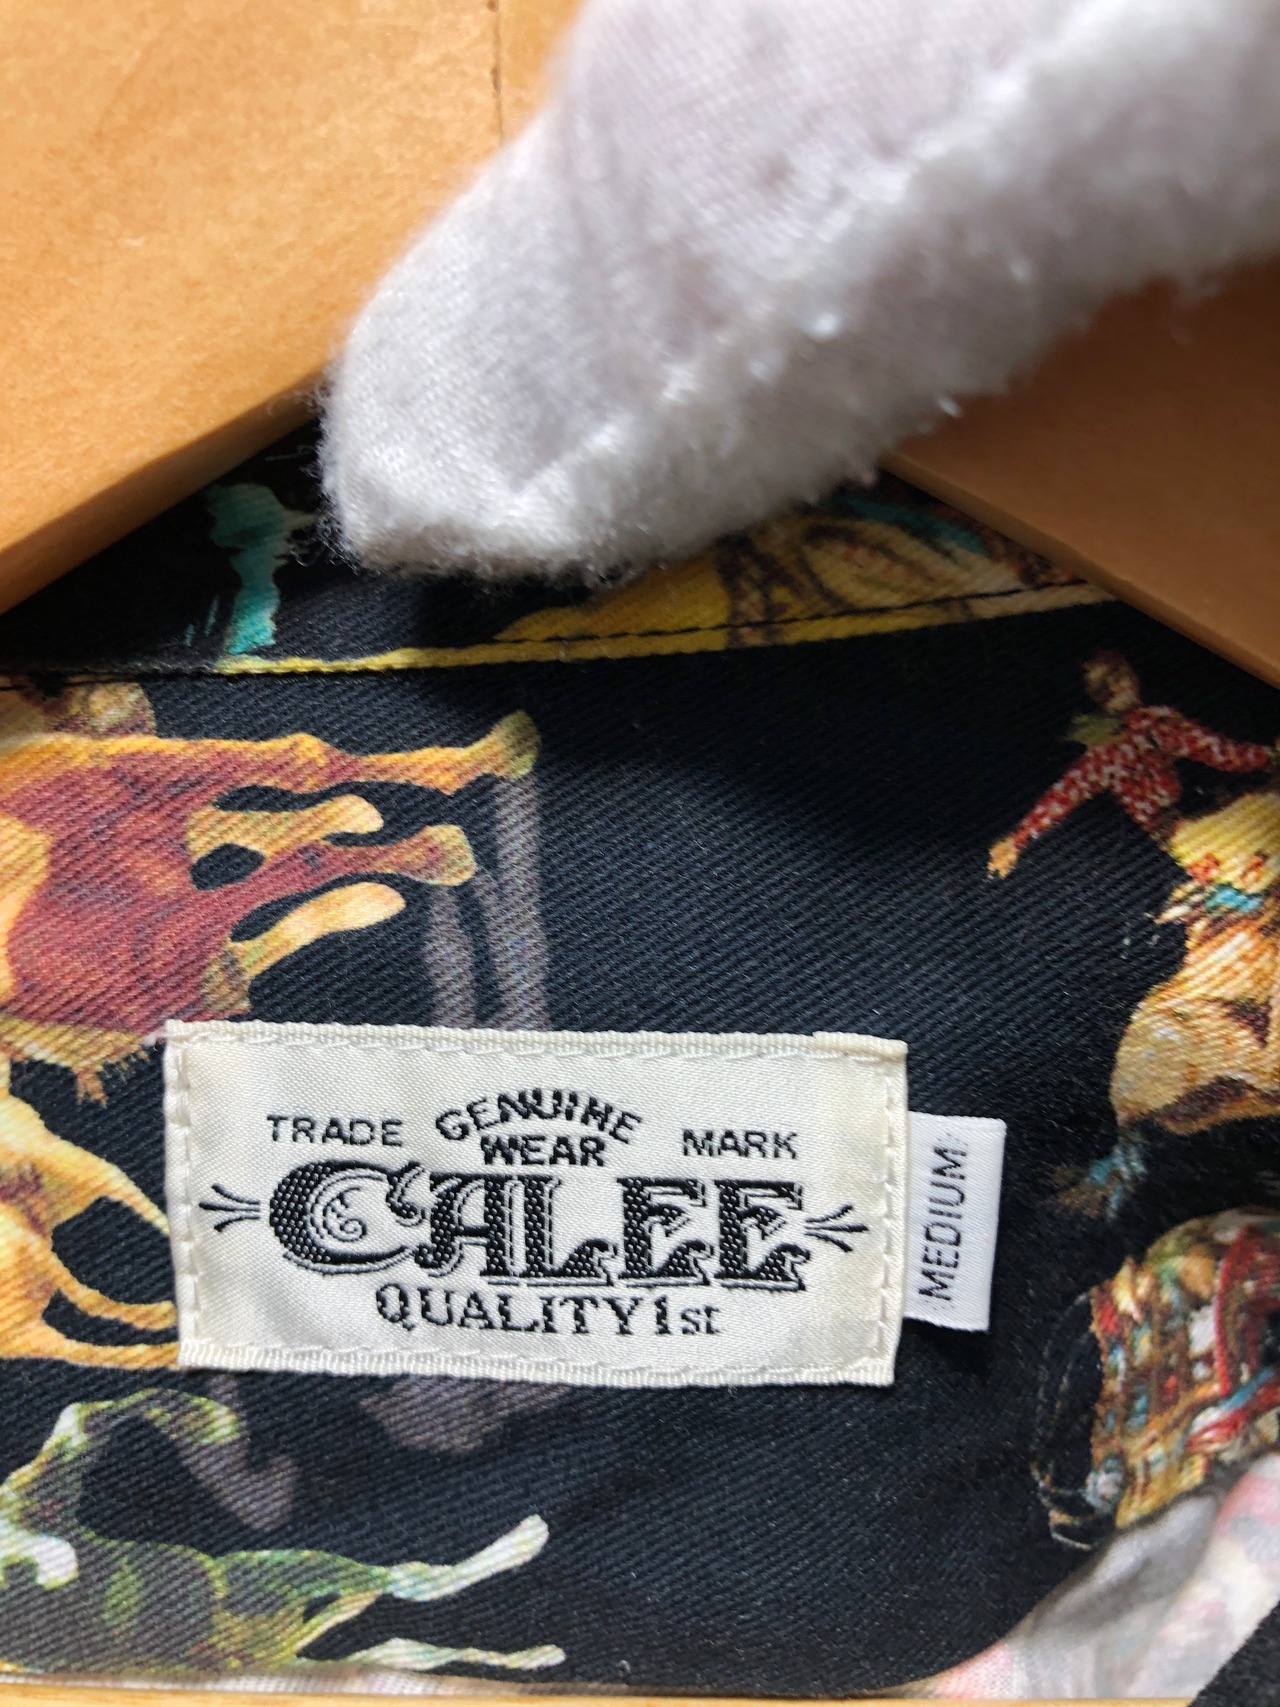 TRADE GENUINE MARK
WEAR
CALEE
QUALITY 1st
MEDIUM